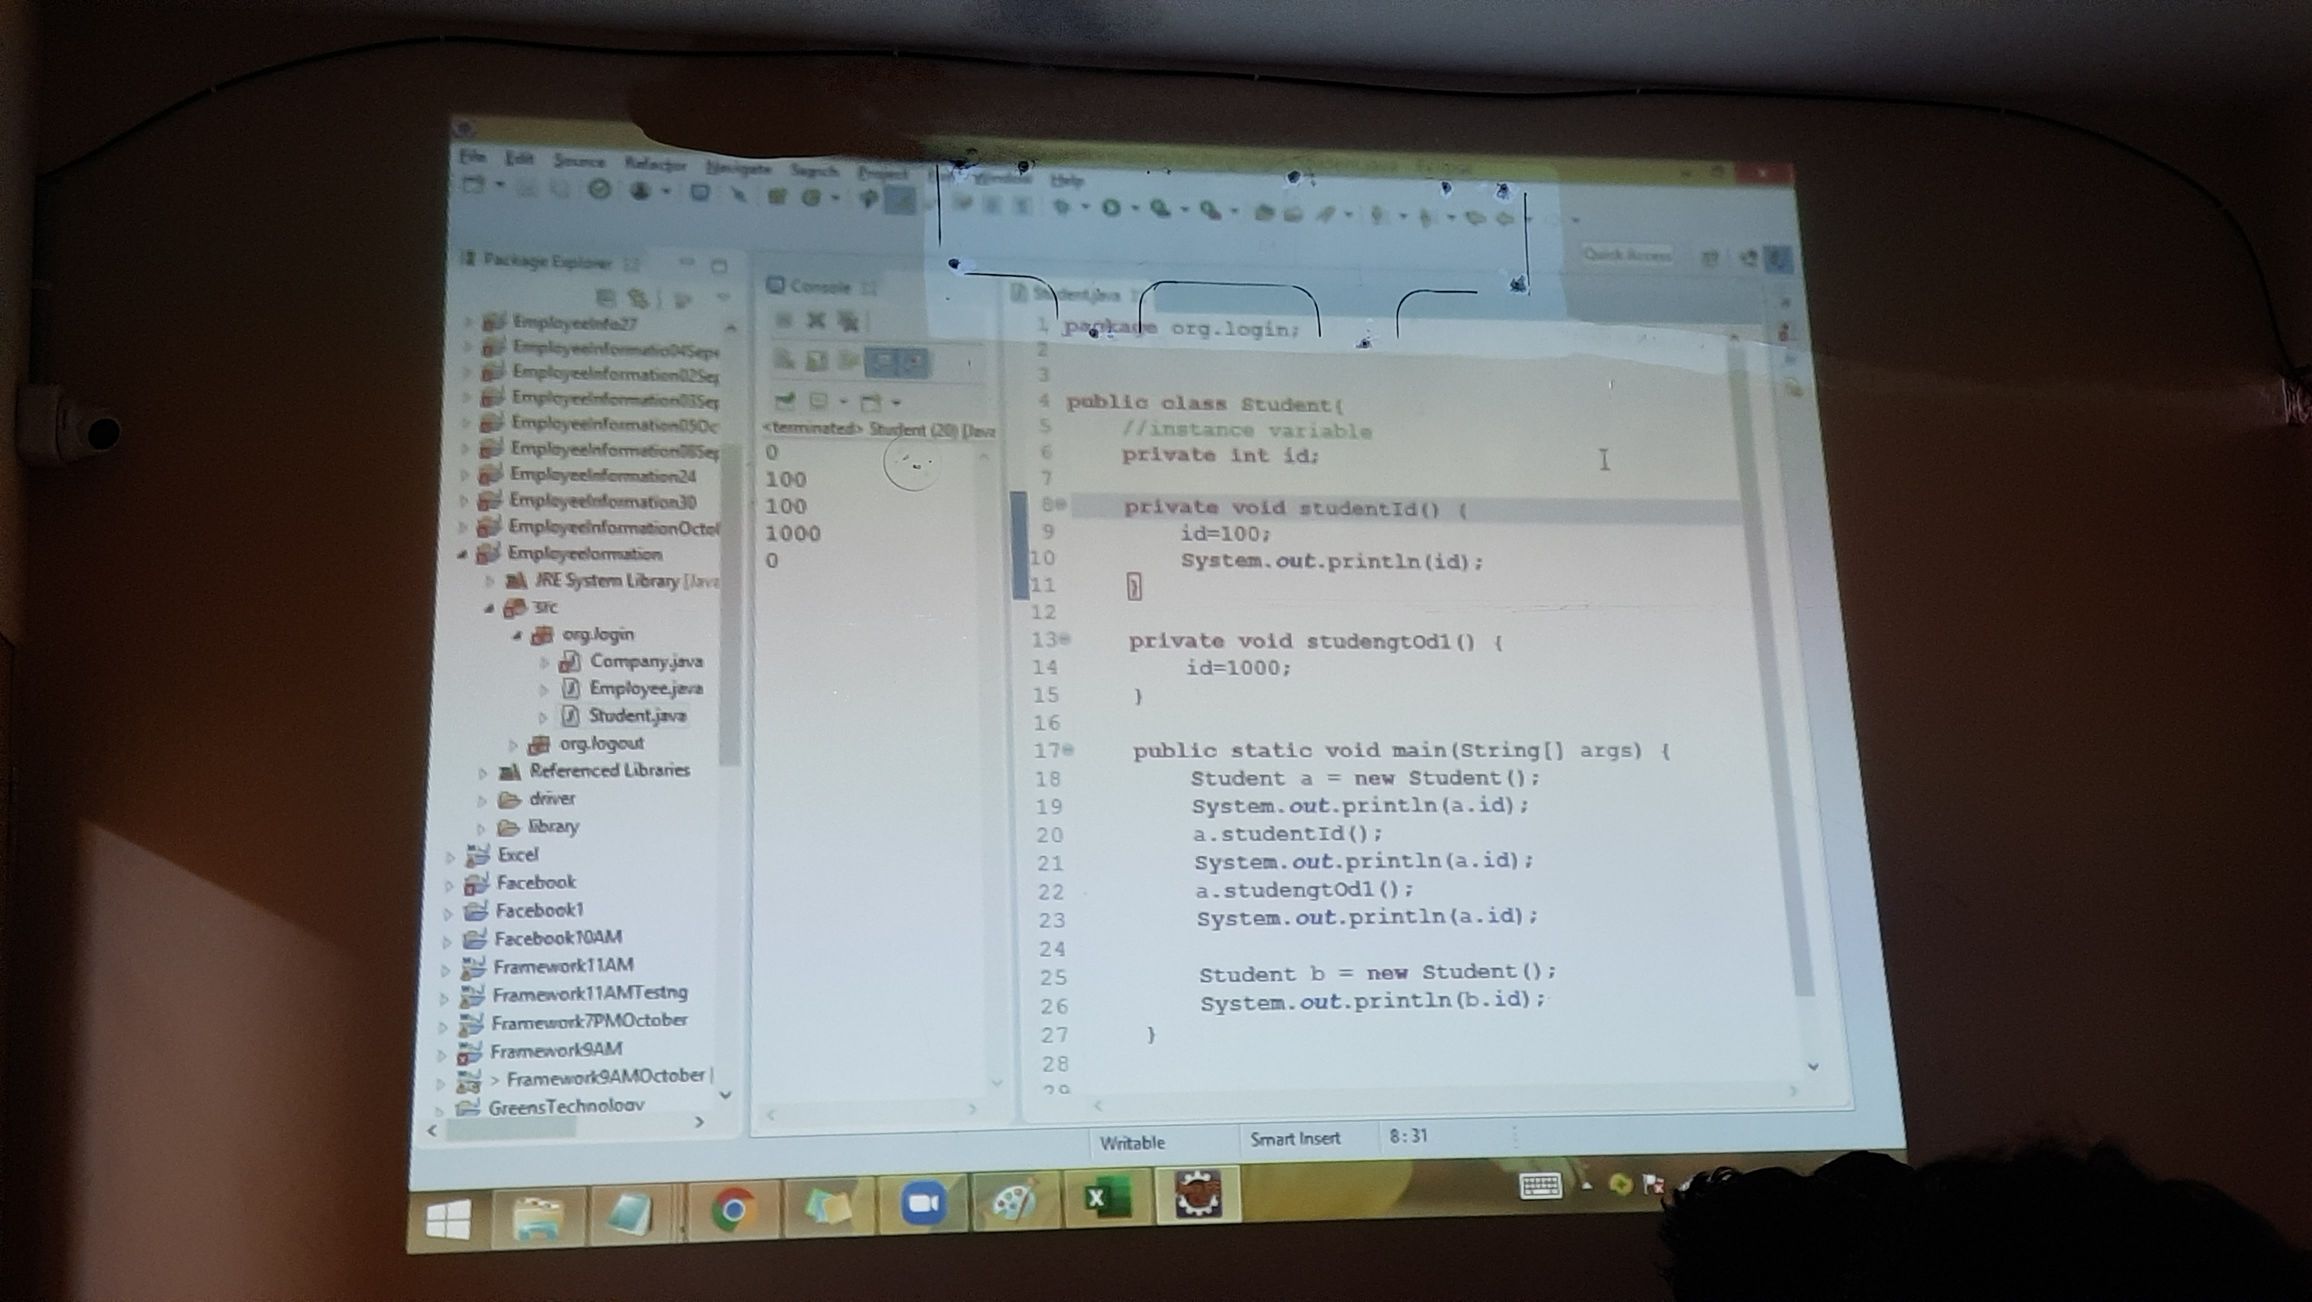 File Edit Source Refactor Navigate Search Project Window Help
Quick Access
Package Explorer
EmployeeInfo27
EmployeeInformatio04Sepe
EmployeeInformation02Sep
EmployeeInformation03Sep
EmployeeInformation05Oc
EmployeeInformation08Sep
EmployeeInformation24
EmployeeInformation30
EmployeeInformationOctol
EmployeeIormation
JRE System Library [Java
src
org.login
Company.java
Employee.java
Student.java
org.logout
Referenced Libraries
driver
library
Excel
Facebook
Facebook1
Facebook10AM
Framework11AM
Framework11AMTestng
Framework7PMOctober
Framework9AM
> Framework9AMOctober |
GreensTechnology
Console
<terminated> Student (20) [Java
0
100
100
1000
0
Student.java
1 package org.login;
2
3
4 public class Student{
5 //instance variable
6 private int id;
7
8 private void studentId() {
9 id=100;
10 System.out.println(id);
11 }
12
13 private void studengtOd1() {
14 id=1000;
15 }
16
17 public static void main(String[] args) {
18 Student a = new Student();
19 System.out.println(a.id);
20 a.studentId();
21 System.out.println(a.id);
22 a.studengtOd1();
23 System.out.println(a.id);
24
25 Student b = new Student();
26 System.out.println(b.id);
27 }
28
29
Writable Smart Insert 8:31